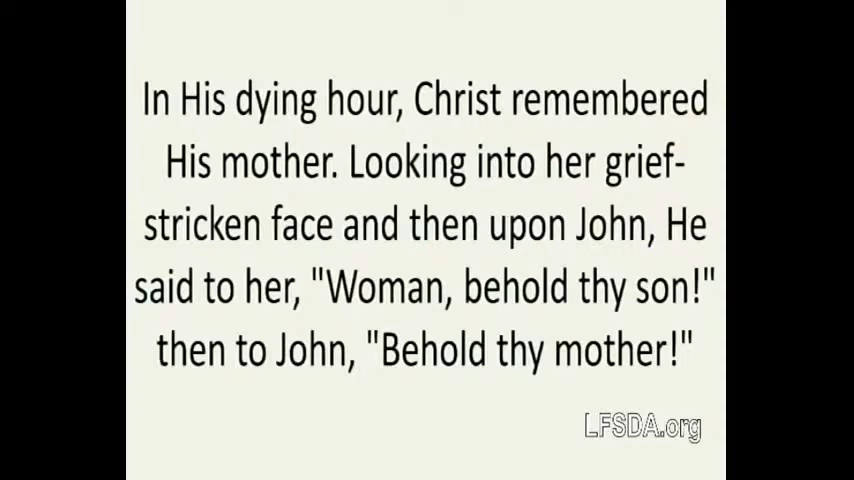 In His dying hour, Christ remembered
His mother. Looking into her grief-
stricken face and then upon John, He
said to her, "Woman, behold thy son!"
then to John, "Behold thy mother!"
LFSDA.org